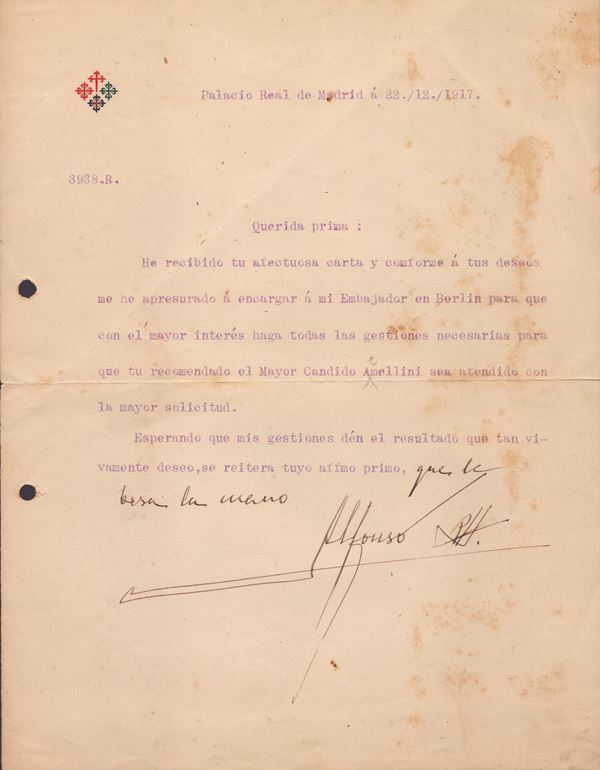 Palacio Real de Madrid á 22./12./1917.
3938.R.
Querida prima :
He recibido tu afectuosa carta y comforme á tus deseos
me he apresurado á encargar á mi Embajador en Berlin para que
con el mayor interés haga todas las gestiones necesarias para
que tu recomendado el Mayor Candido Amellini sea atendido con
la mayor solicitud.
Esperando que mis gestiones dén el resultado que tan vi-
vamente deseo,se reitera tuyo affmo primo, que te
besa la mano
Alfonso RH.